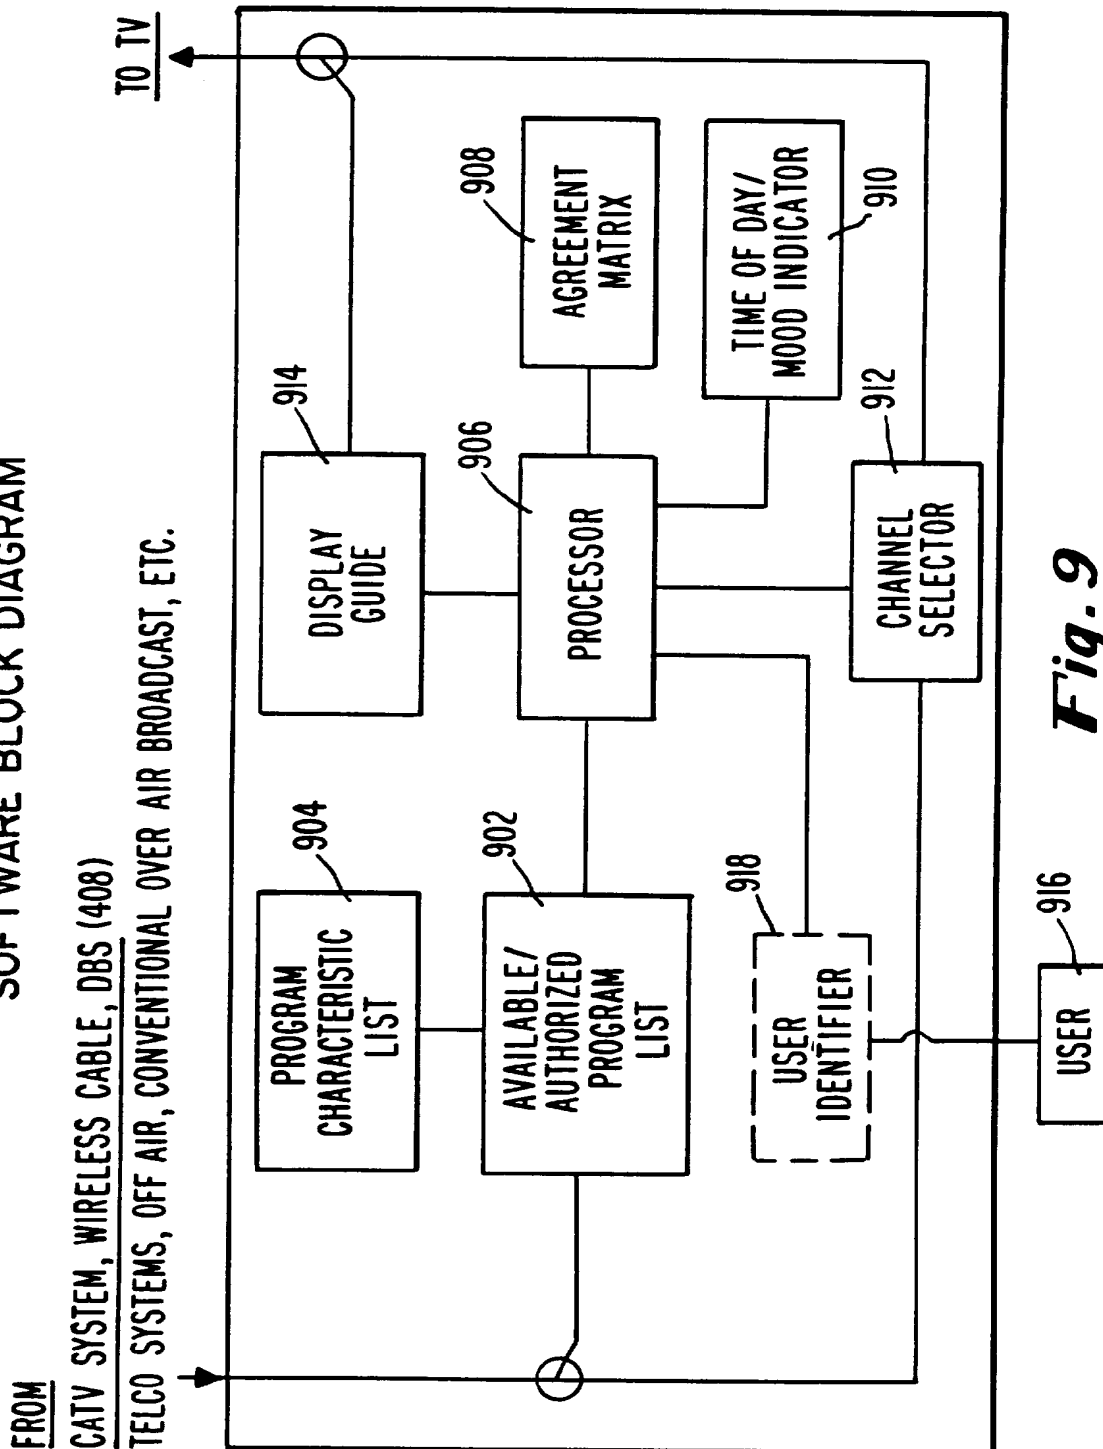 SOFTWARE BLOCK DIAGRAM
FROM
CATV SYSTEM, WIRELESS CABLE, DBS (408)
TELCO SYSTEMS, OFF AIR, CONVENTIONAL OVER AIR BROADCAST, ETC.
TO TV
904
PROGRAM
CHARACTERISTIC
LIST
914
DISPLAY
GUIDE
902
AVAILABLE/
AUTHORIZED
PROGRAM
LIST
906
PROCESSOR
908
AGREEMENT
MATRIX
918
USER
IDENTIFIER
910
TIME OF DAY/
MOOD INDICATOR
912
CHANNEL
SELECTOR
916
USER
Fig. 9